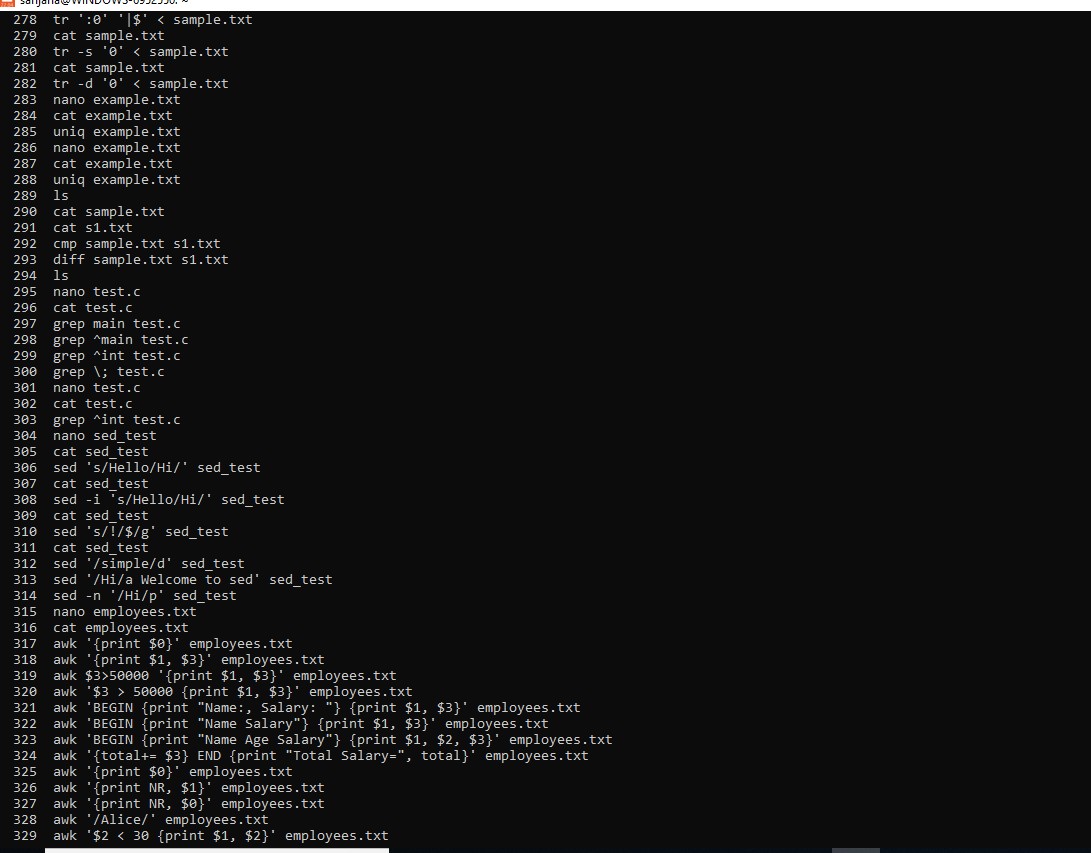 278 tr ':0' '|$' < sample.txt
279 cat sample.txt
280 tr -s '0' < sample.txt
281 cat sample.txt
282 tr -d '0' < sample.txt
283 nano example.txt
284 cat example.txt
285 uniq example.txt
286 nano example.txt
287 cat example.txt
288 uniq example.txt
289 ls
290 cat sample.txt
291 cat s1.txt
292 cmp sample.txt s1.txt
293 diff sample.txt s1.txt
294 ls
295 nano test.c
296 cat test.c
297 grep main test.c
298 grep ^main test.c
299 grep ^int test.c
300 grep \; test.c
301 nano test.c
302 cat test.c
303 grep ^int test.c
304 nano sed_test
305 cat sed_test
306 sed 's/Hello/Hi/' sed_test
307 cat sed_test
308 sed -i 's/Hello/Hi/' sed_test
309 cat sed_test
310 sed 's/!/$/g' sed_test
311 cat sed_test
312 sed '/simple/d' sed_test
313 sed '/Hi/a Welcome to sed' sed_test
314 sed -n '/Hi/p' sed_test
315 nano employees.txt
316 cat employees.txt
317 awk '{print $0}' employees.txt
318 awk '{print $1, $3}' employees.txt
319 awk $3>50000 '{print $1, $3}' employees.txt
320 awk '$3 > 50000 {print $1, $3}' employees.txt
321 awk 'BEGIN {print "Name:, Salary: "} {print $1, $3}' employees.txt
322 awk 'BEGIN {print "Name Salary"} {print $1, $3}' employees.txt
323 awk 'BEGIN {print "Name Age Salary"} {print $1, $2, $3}' employees.txt
324 awk '{total+= $3} END {print "Total Salary=", total}' employees.txt
325 awk '{print $0}' employees.txt
326 awk '{print NR, $1}' employees.txt
327 awk '{print NR, $0}' employees.txt
328 awk '/Alice/' employees.txt
329 awk '$2 < 30 {print $1, $2}' employees.txt